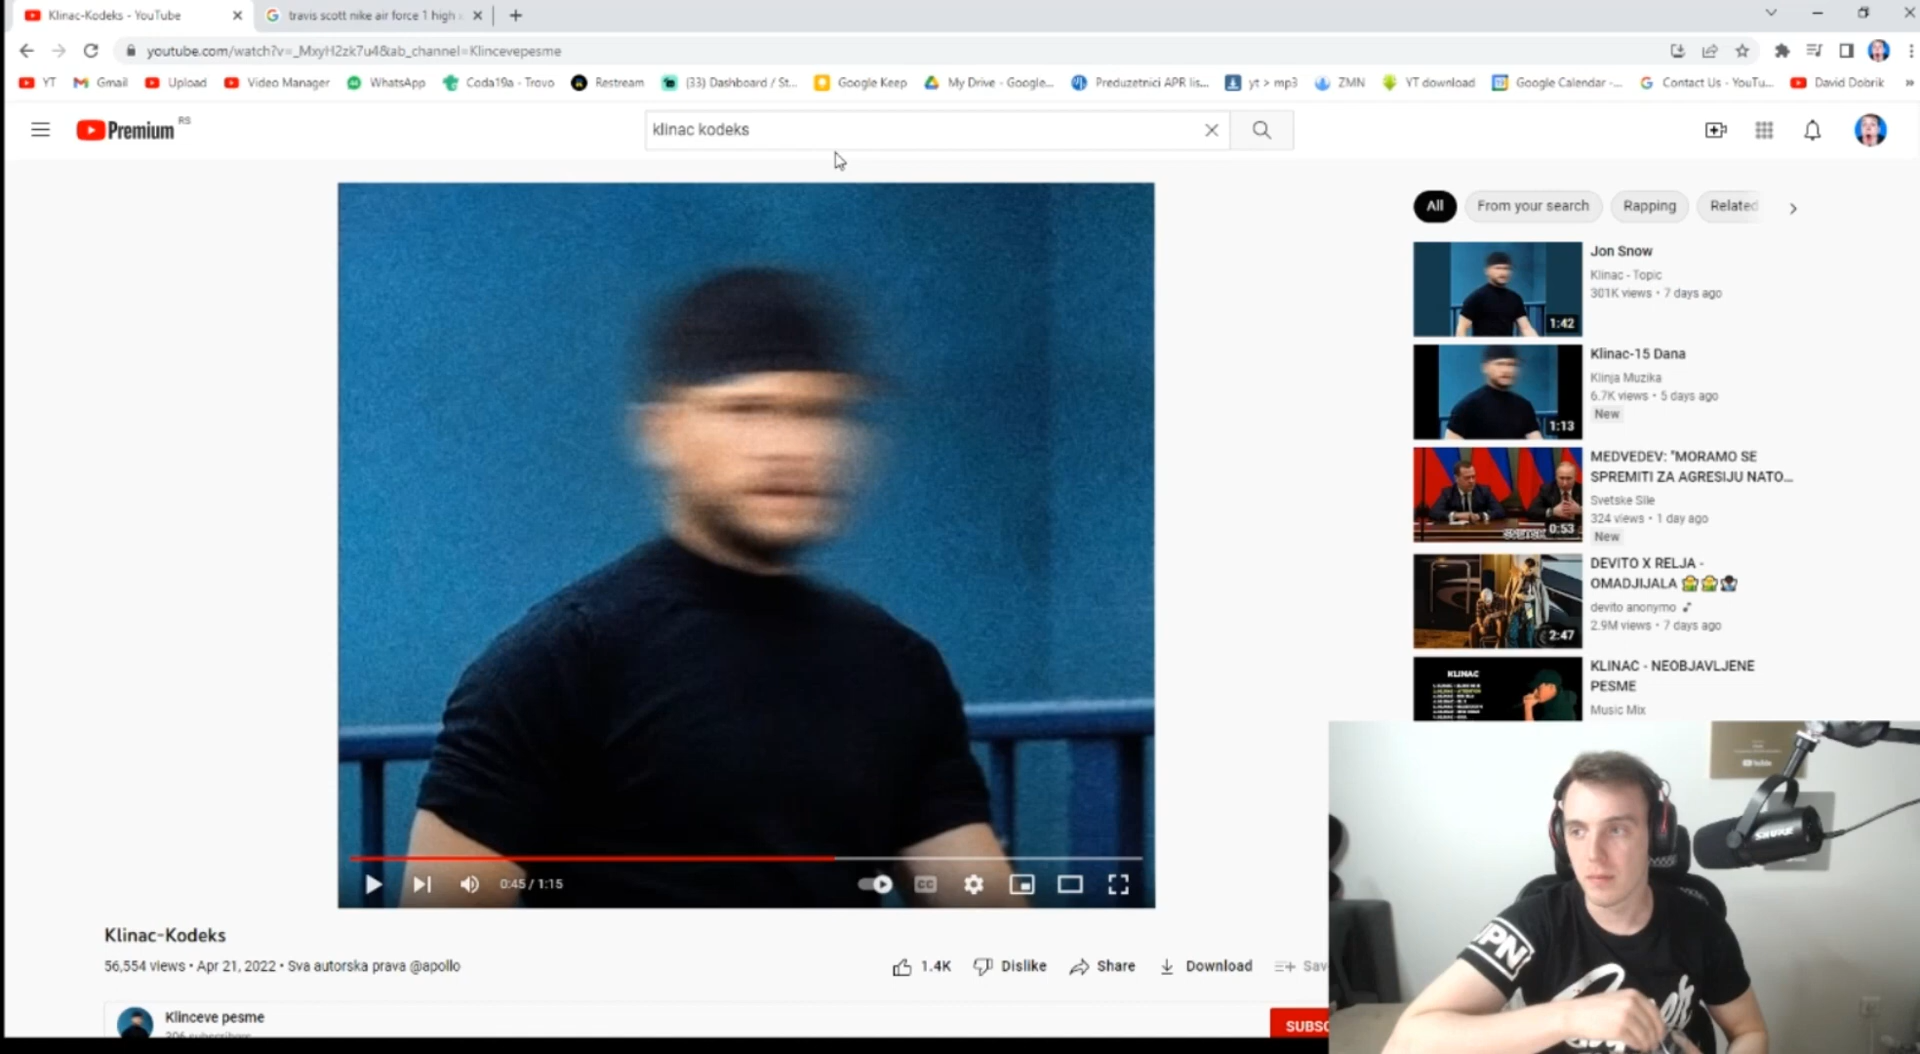 Klinac-Kodeks - YouTube
travis scott nike air force 1 high
youtube.com/watch?v=_MxyH2zk7u4&ab_channel=Klincevepesme
YT Gmail Upload Video Manager WhatsApp Coda19a - Trovo Restream (33) Dashboard / St... Google Keep My Drive - Google... Preduzetnici APR lis... yt > mp3 ZMN YT download Google Calendar -... Contact Us - YouTu... David Dobrik »
Premium RS
klinac kodeks
All From your search Rapping Related
Jon Snow
Klinac - Topic
301K views • 7 days ago
1:42
Klinac-15 Dana
Klinja Muzika
6.7K views • 5 days ago
New
1:13
MEDVEDEV: "MORAMO SE
SPREMITI ZA AGRESIJU NATO...
Svetske Sile
324 views • 1 day ago
New
0:53
DEVITO X RELJA -
OMADJIJALA
devito anonymo
2.9M views • 7 days ago
2:47
KLINAC - NEOBJAVLJENE
PESME
Music Mix
KLINAC
0:45 / 1:15
CC
Klinac-Kodeks
56,554 views • Apr 21, 2022 • Sva autorska prava @apollo
1.4K Dislike Share Download Sav
Klinceve pesme
SUBSC
SHURE